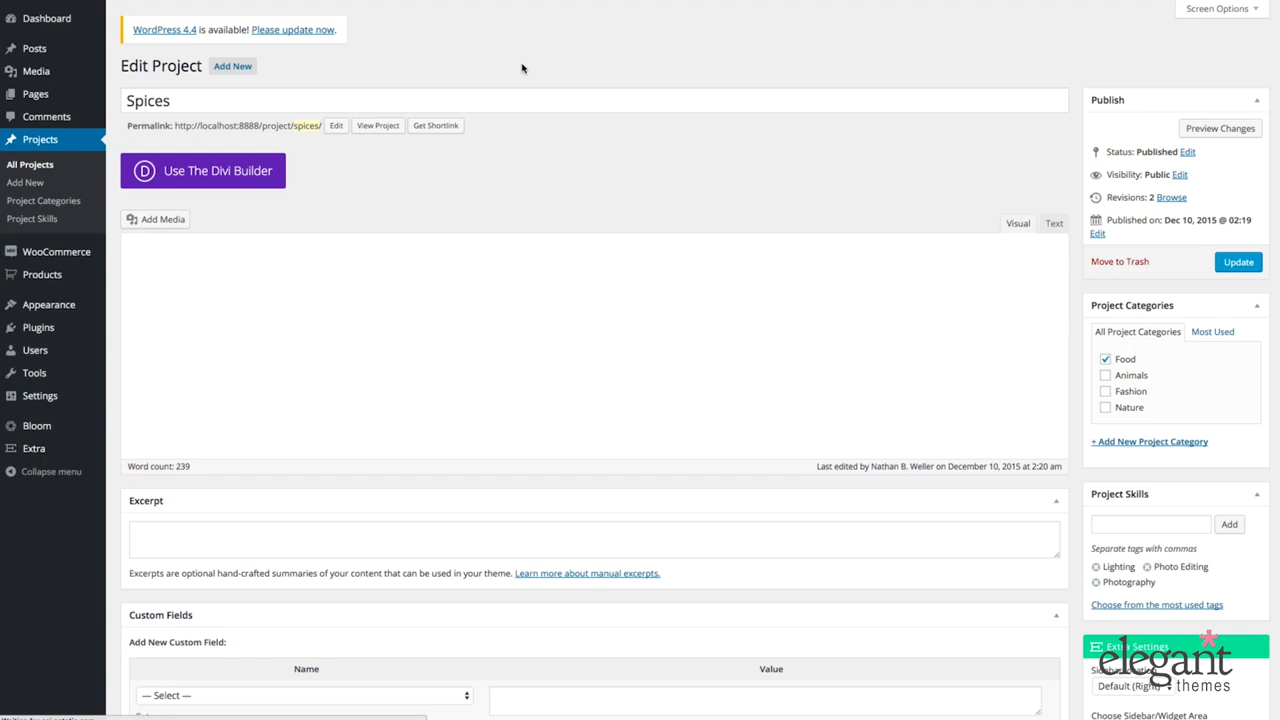 Dashboard
Posts
Media
Pages
Comments
Projects
All Projects
Add New
Project Categories
Project Skills
WooCommerce
Products
Appearance
Plugins
Users
Tools
Settings
Bloom
Extra
Collapse menu
Screen Options
WordPress 4.4 is available! Please update now.
Edit Project Add New
Spices
Permalink: http://localhost:8888/project/spices/ Edit View Project Get Shortlink
D Use The Divi Builder
Add Media
Visual Text
Word count: 239 Last edited by Nathan B. Weller on December 10, 2015 at 2:20 am
Excerpt
Excerpts are optional hand-crafted summaries of your content that can be used in your theme. Learn more about manual excerpts.
Custom Fields
Add New Custom Field:
Name Value
— Select —
Publish
Preview Changes
Status: Published Edit
Visibility: Public Edit
Revisions: 2 Browse
Published on: Dec 10, 2015 @ 02:19
Edit
Move to Trash Update
Project Categories
All Project Categories Most Used
Food
Animals
Fashion
Nature
+ Add New Project Category
Project Skills
Add
Separate tags with commas
Lighting Photo Editing
Photography
Choose from the most used tags
Extra Settings
Default (Right)
Choose Sidebar/Widget Area
elegant
themes